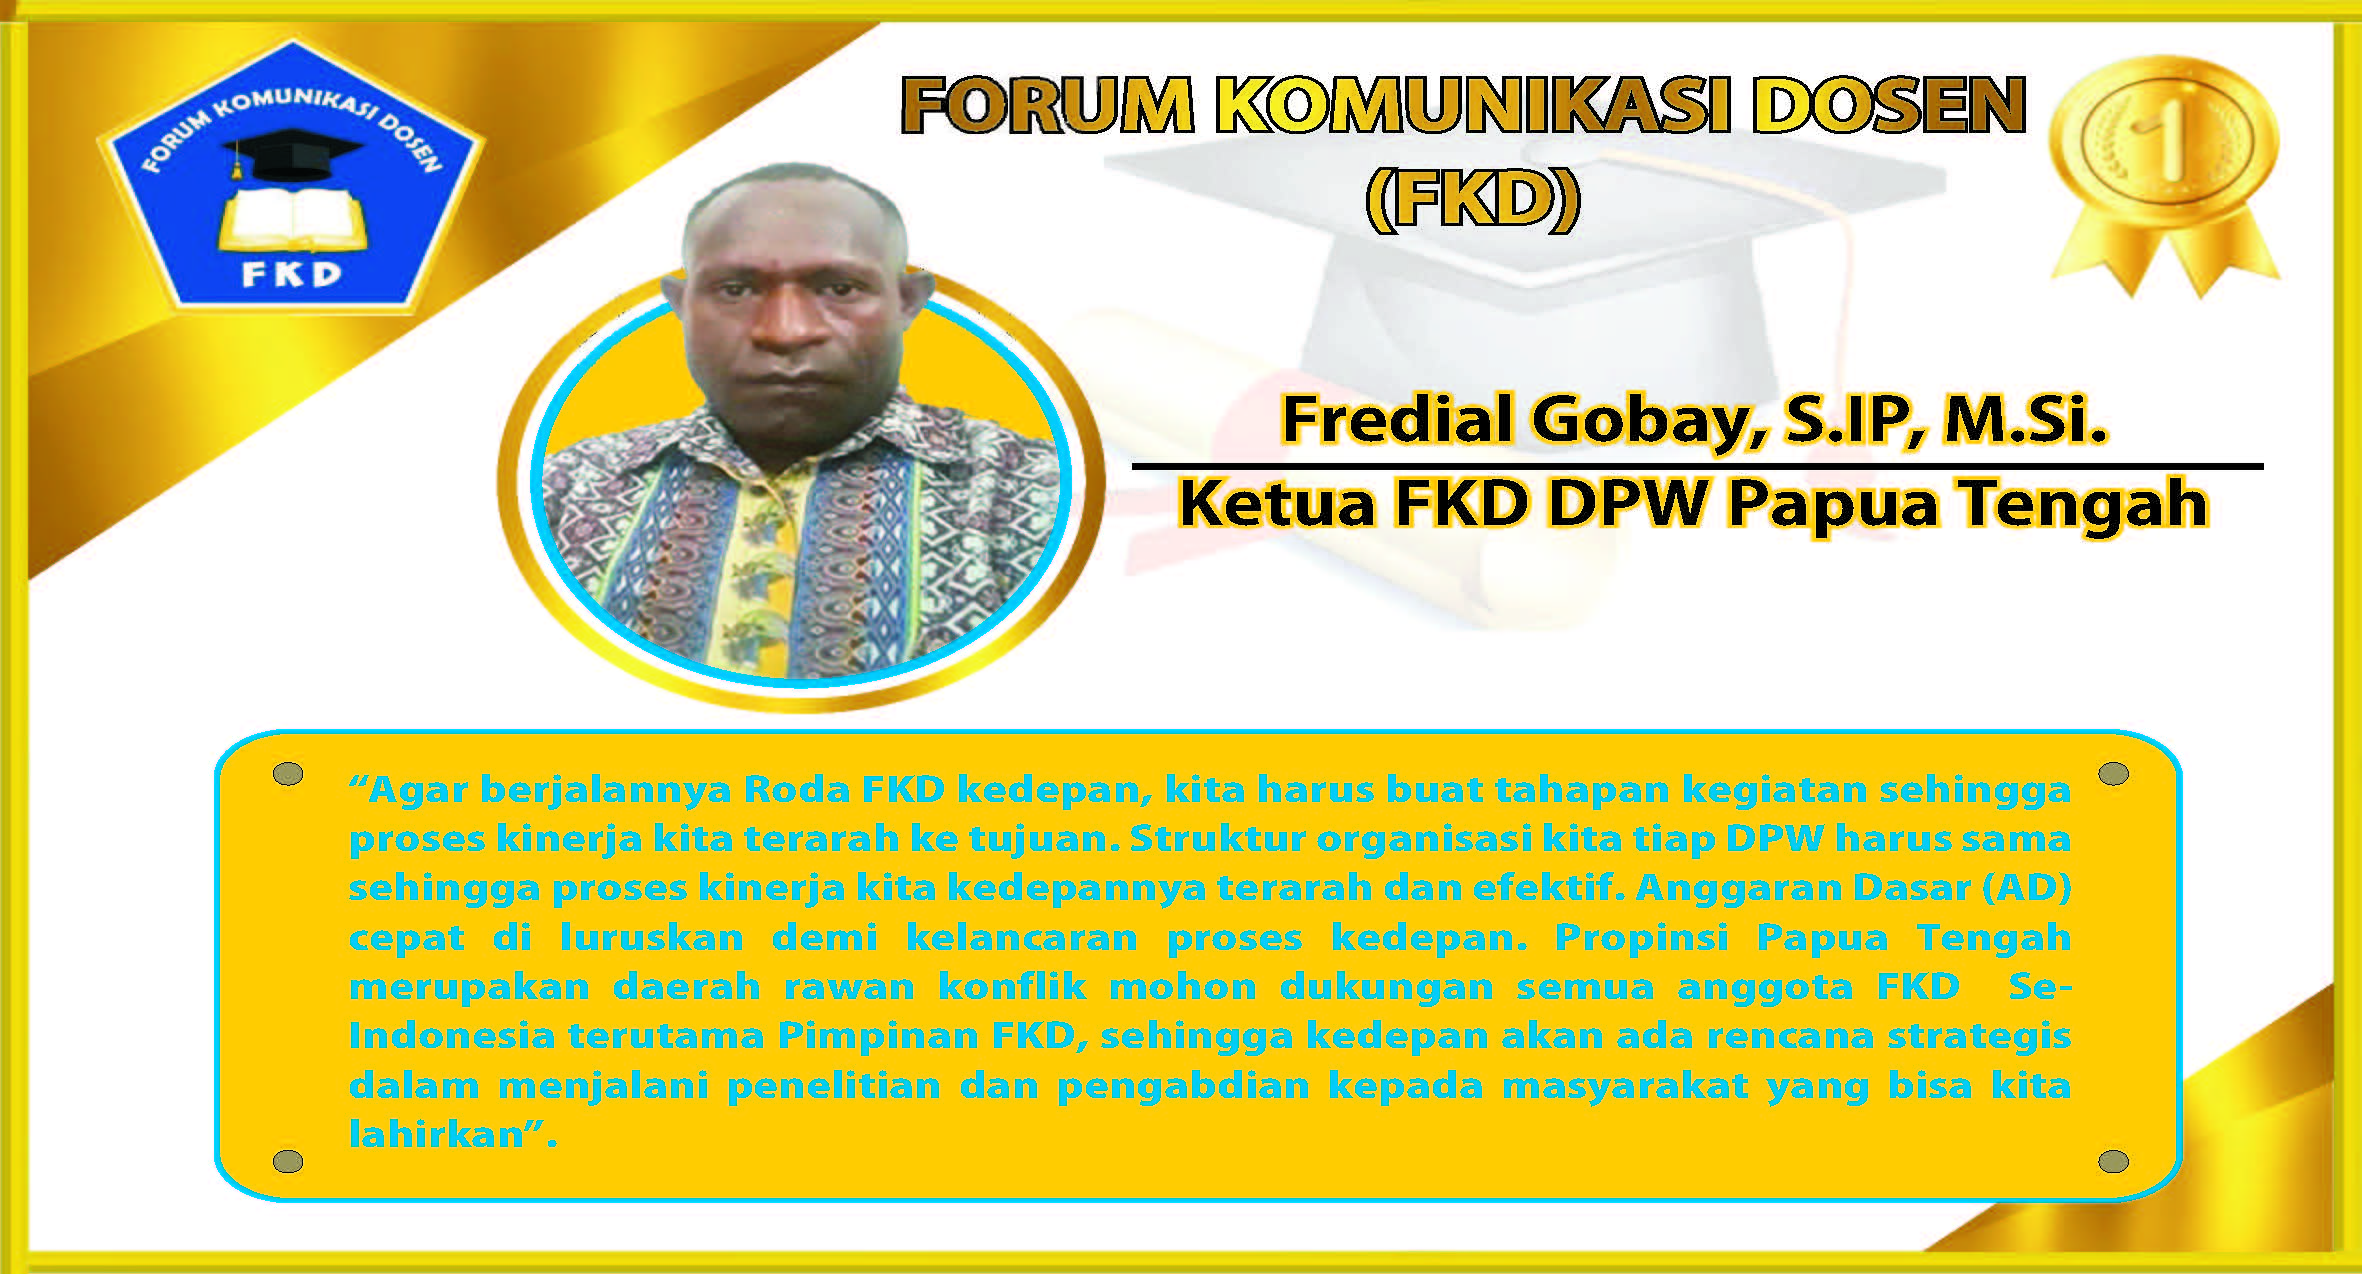 FORUM KOMUNIKASI DOSEN
FKD
FORUM KOMUNIKASI DOSEN
(FKD)
1
Fredial Gobay, S.IP, M.Si.
Ketua FKD DPW Papua Tengah
“Agar berjalannya Roda FKD kedepan, kita harus buat tahapan kegiatan sehingga
proses kinerja kita terarah ke tujuan. Struktur organisasi kita tiap DPW harus sama
sehingga proses kinerja kita kedepannya terarah dan efektif. Anggaran Dasar (AD)
cepat di luruskan demi kelancaran proses kedepan. Propinsi Papua Tengah
merupakan daerah rawan konflik mohon dukungan semua anggota FKD Se-
Indonesia terutama Pimpinan FKD, sehingga kedepan akan ada rencana strategis
dalam menjalani penelitian dan pengabdian kepada masyarakat yang bisa kita
lahirkan”.